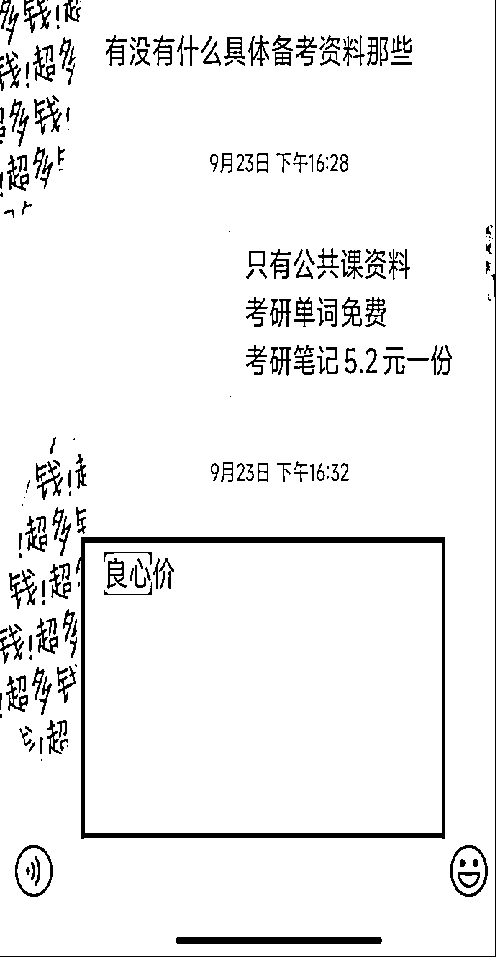 多钱!超
钱!超多
超多钱!
!超多
有没有什么具体备考资料那些
9月23日 下午16:28
只有公共课资料
考研单词免费
考研笔记5.2元一份
9月23日 下午16:32
钱!
!超多
钱!超
钱!超多
超多钱
!超
良心价